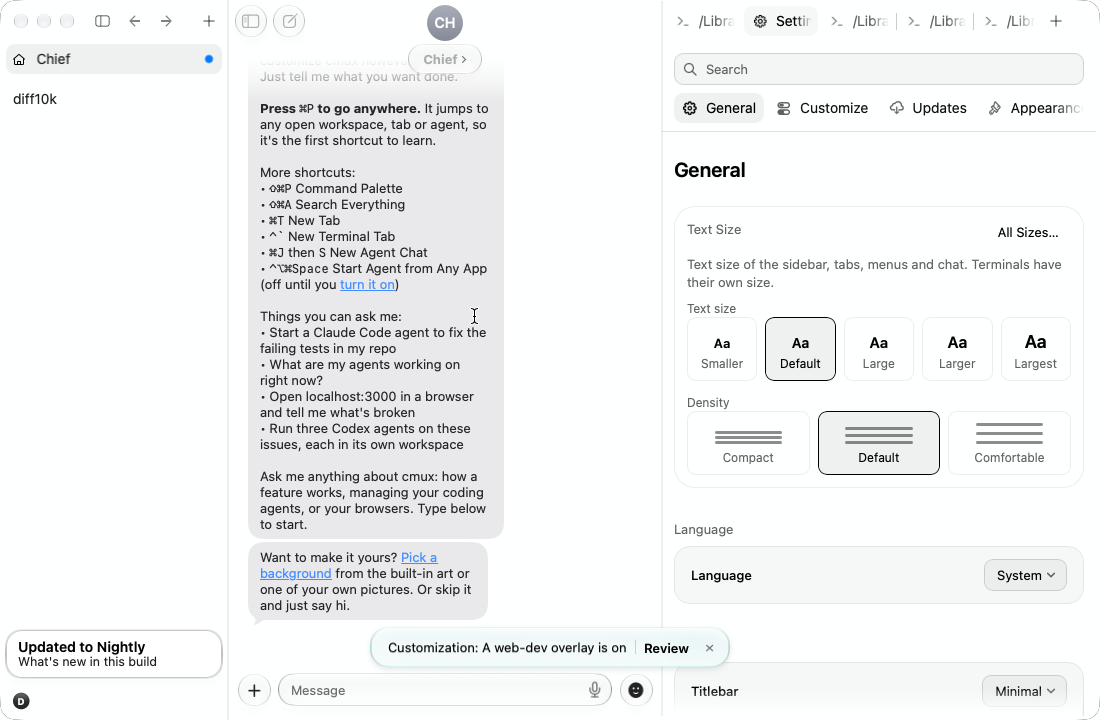 Chief
diff10k
Updated to Nightly
What's new in this build
D
CH
Chief
Just tell me what you want done.
Press ⌘P to go anywhere. It jumps to
any open workspace, tab or agent, so
it's the first shortcut to learn.
More shortcuts:
• ⇧⌘P Command Palette
• ⇧⌘A Search Everything
• ⌘T New Tab
• ^` New Terminal Tab
• ⌘J then S New Agent Chat
• ^⌥⌘Space Start Agent from Any App
(off until you turn it on)
Things you can ask me:
• Start a Claude Code agent to fix the
failing tests in my repo
• What are my agents working on
right now?
• Open localhost:3000 in a browser
and tell me what's broken
• Run three Codex agents on these
issues, each in its own workspace
Ask me anything about cmux: how a
feature works, managing your coding
agents, or your browsers. Type below
to start.
Want to make it yours? Pick a
background from the built-in art or
one of your own pictures. Or skip it
and just say hi.
Customization: A web-dev overlay is on Review
Message
Search
General Customize Updates
General
Text Size
All Sizes...
Text size of the sidebar, tabs, menus and chat. Terminals have
their own size.
Text size
Aa Aa Aa Aa Aa
Smaller Default Large Larger Largest
Density
Compact Default Comfortable
Language
Language System
Titlebar Minimal